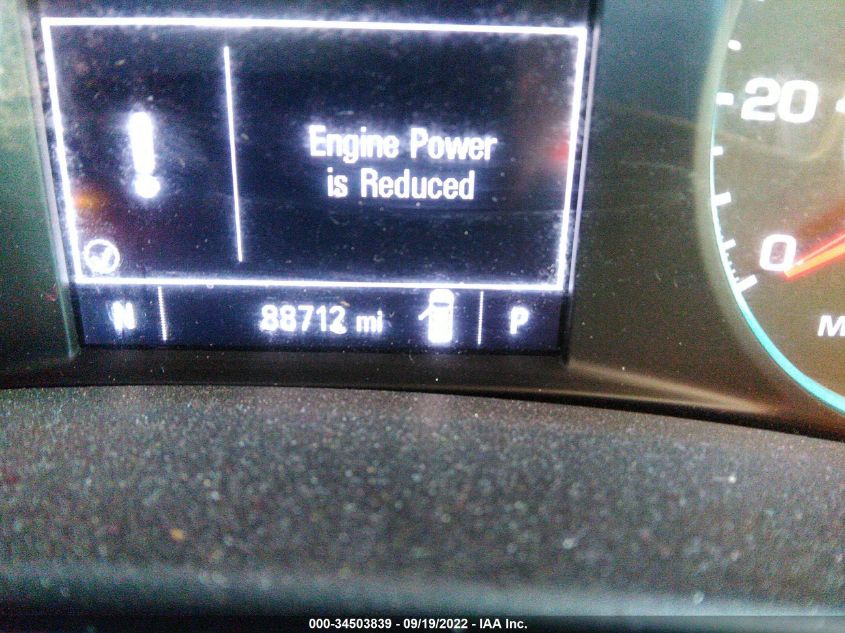 Engine Power
is Reduced
20
0
N 88712 mi P
M
000-34503839 - 09/19/2022 - IAA Inc.